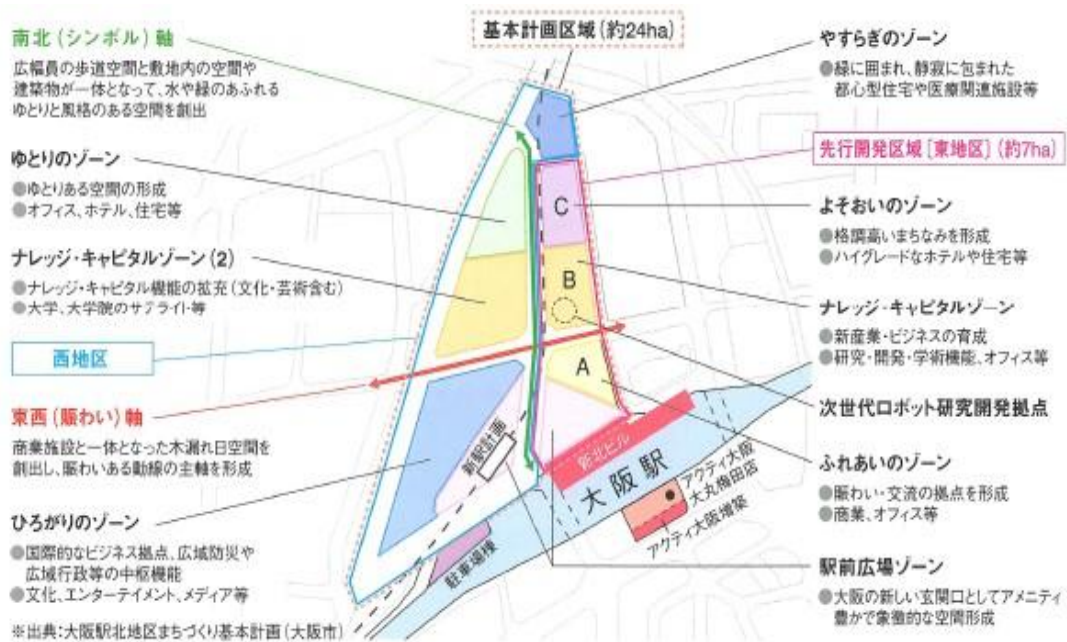 基本計画区域(約24ha)
南北(シンボル)軸
広幅員の歩道空間と敷地内の空間や
建築物が一体となって、水や緑のあふれる
ゆとりと風格のある空間を創出
ゆとりのゾーン
●ゆとりある空間の形成
●オフィス、ホテル、住宅等
ナレッジ・キャピタルゾーン(2)
●ナレッジ・キャピタル機能の拡充(文化・芸術含む)
●大学、大学院のサテライト等
西地区
東西(賑わい)軸
商業施設と一体となった木漏れ日空間を
創出し、賑わいある動線の主軸を形成
ひろがりのゾーン
●国際的なビジネス拠点、広域防災や
広域行政等の中枢機能
●文化、エンターテイメント、メディア等
※出典:大阪駅北地区まちづくり基本計画(大阪市)
C
B
A
新駅計画
新北ビル
大阪駅
アクティ大阪
大丸梅田店
アクティ大阪増築
駐車場棟
やすらぎのゾーン
●緑に囲まれ、静寂に包まれた
都心型住宅や医療関連施設等
先行開発区域[東地区](約7ha)
よそおいのゾーン
●格調高いまちなみを形成
●ハイグレードなホテルや住宅等
ナレッジ・キャピタルゾーン
●新産業・ビジネスの育成
●研究・開発・学術機能、オフィス等
次世代ロボット研究開発拠点
ふれあいのゾーン
●賑わい・交流の拠点を形成
●商業、オフィス等
駅前広場ゾーン
●大阪の新しい玄関口としてアメニティ
豊かで象徴的な空間形成